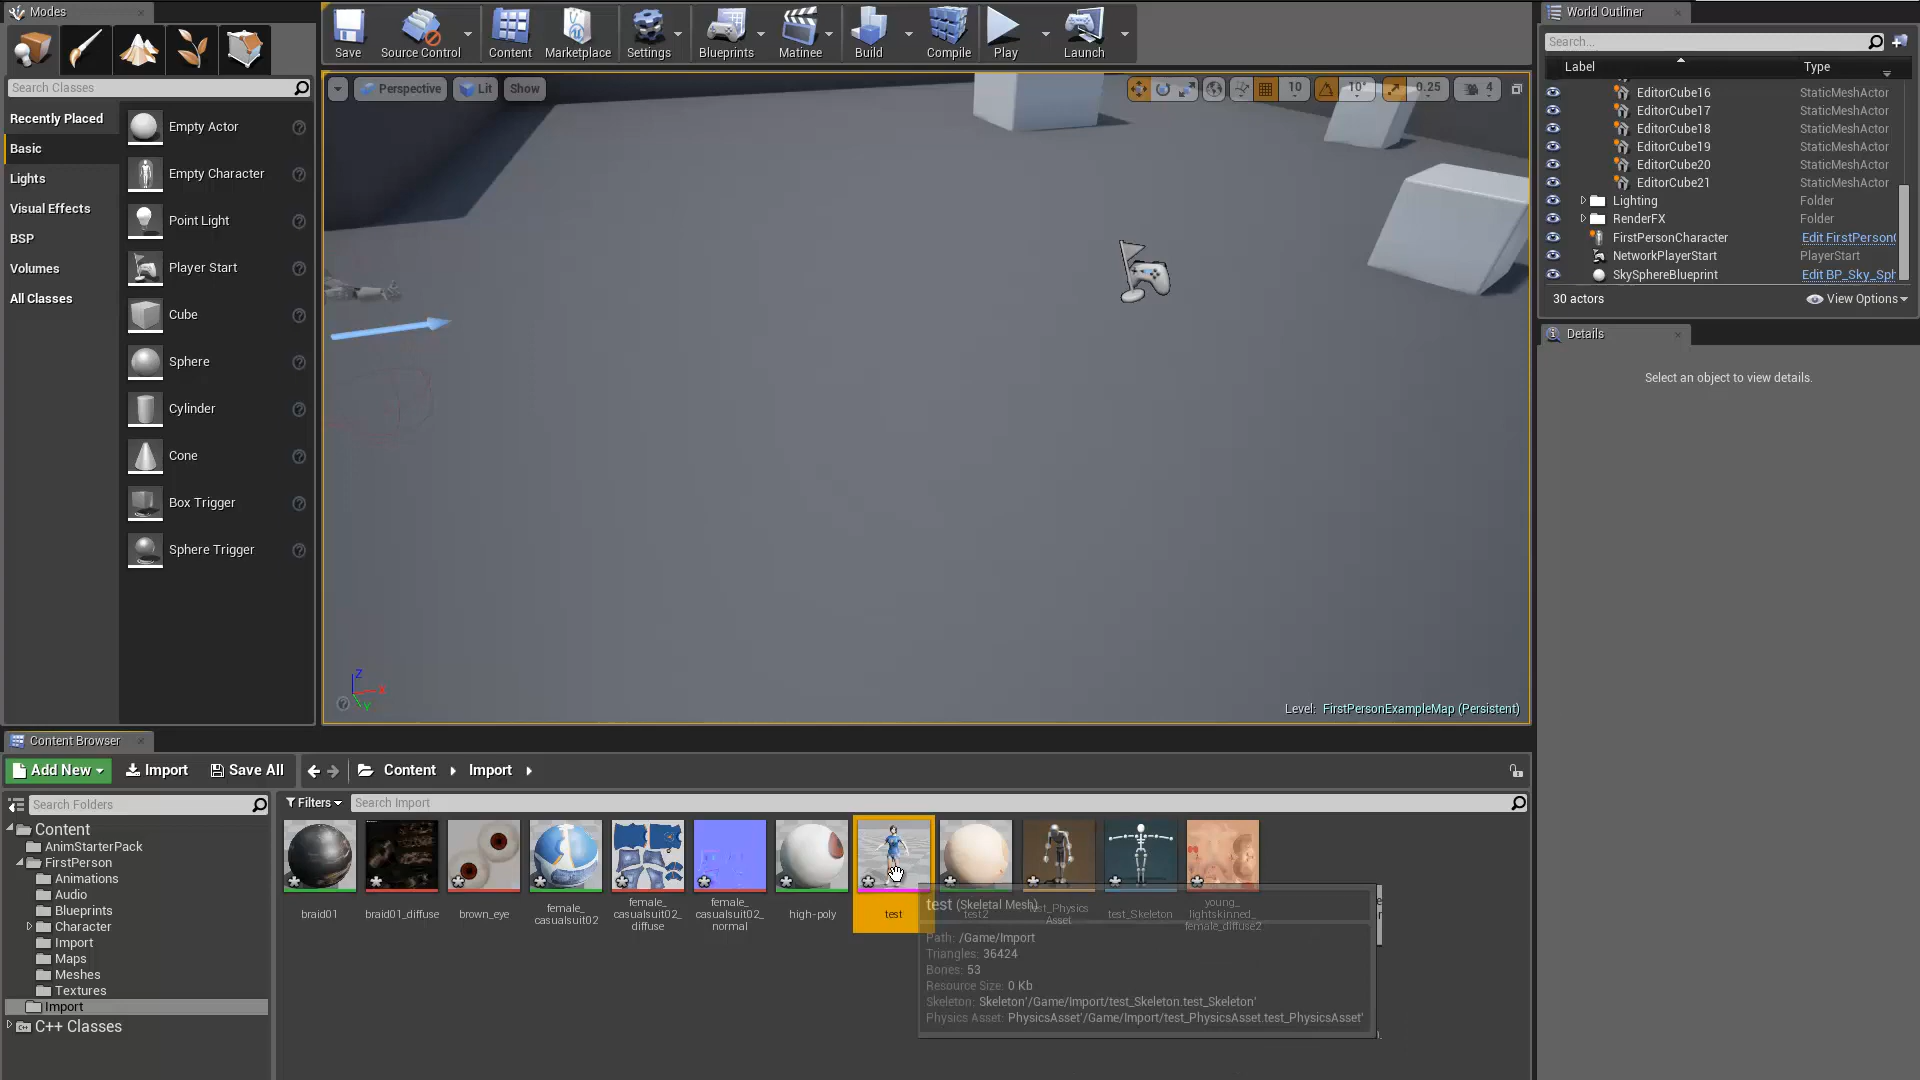 Modes
Search Classes
Recently Placed
Basic
Lights
Visual Effects
BSP
Volumes
All Classes
Empty Actor
Empty Character
Point Light
Player Start
Cube
Sphere
Cylinder
Cone
Box Trigger
Sphere Trigger
Save
Source Control
Content
Marketplace
Settings
Blueprints
Matinee
Build
Compile
Play
Launch
Perspective
Lit
Show
10
10°
0.25
4
Z
X
Y
Level: FirstPersonExampleMap (Persistent)
World Outliner
Search...
Label
Type
EditorCube16 StaticMeshActor
EditorCube17 StaticMeshActor
EditorCube18 StaticMeshActor
EditorCube19 StaticMeshActor
EditorCube20 StaticMeshActor
EditorCube21 StaticMeshActor
Lighting Folder
RenderFX Folder
FirstPersonCharacter Edit FirstPerson
NetworkPlayerStart PlayerStart
SkySphereBlueprint Edit BP_Sky_Sph
30 actors
View Options
Details
Select an object to view details.
Content Browser
Add New
Import
Save All
Content
Import
Search Folders
Filters
Search Import
Content
AnimStarterPack
FirstPerson
Animations
Audio
Blueprints
Character
Import
Maps
Meshes
Textures
Import
C++ Classes
braid01
braid01_diffuse
brown_eye
female_
casualsuit02
female_
casualsuit02_
diffuse
female_
casualsuit02_
normal
high-poly
test
test2
test_Physics
Asset
test_Skeleton
young_
lightskinned_
female_diffuse2
test (Skeletal Mesh)
Path: /Game/Import
Triangles: 36424
Bones: 53
Resource Size: 0 Kb
Skeleton: Skeleton'/Game/Import/test_Skeleton.test_Skeleton'
Physics Asset: PhysicsAsset'/Game/Import/test_PhysicsAsset.test_PhysicsAsset'